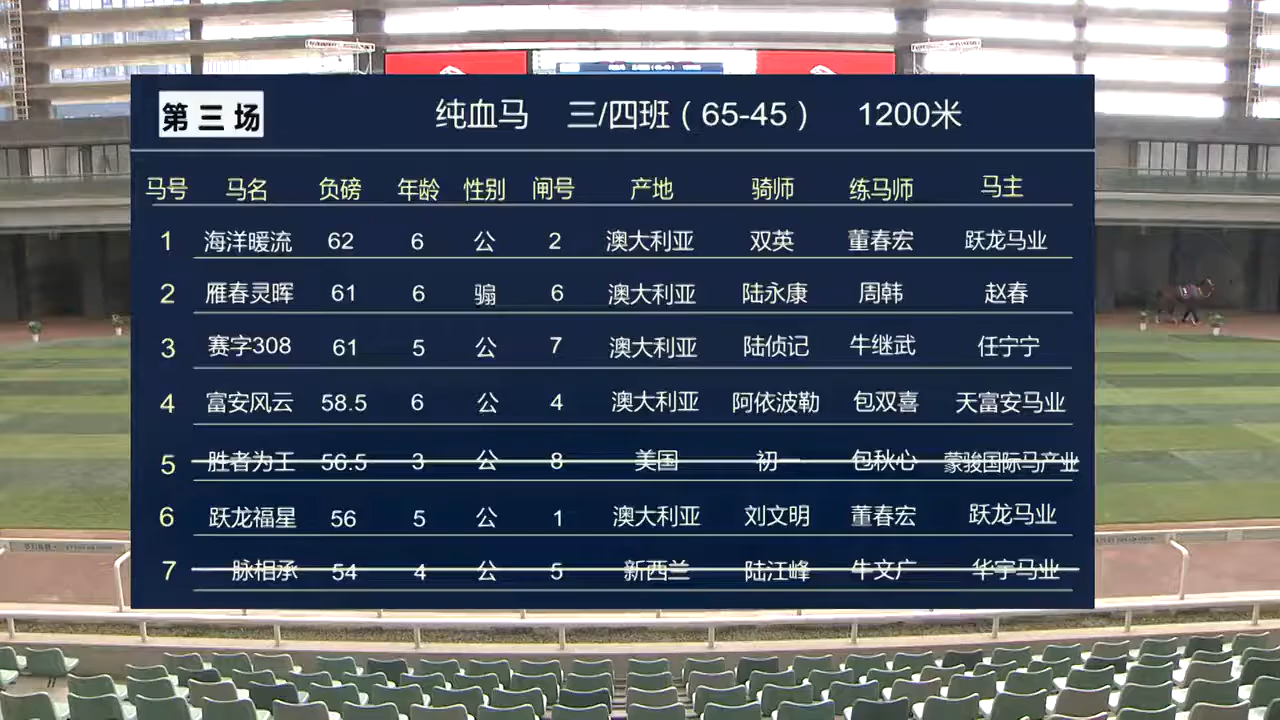 第三场 纯血马 三/四班（65-45） 1200米
马号 马名 负磅 年龄 性别 闸号 产地 骑师 练马师 马主
1 海洋暖流 62 6 公 2 澳大利亚 双英 董春宏 跃龙马业
2 雁春灵晖 61 6 骟 6 澳大利亚 陆永康 周韩 赵春
3 赛字308 61 5 公 7 澳大利亚 陆侦记 牛继武 任宁宁
4 富安风云 58.5 6 公 4 澳大利亚 阿依波勒 包双喜 天富安马业
5 胜者为王 56.5 3 公 8 美国 初一 包秋心 蒙骏国际马产业
6 跃龙福星 56 5 公 1 澳大利亚 刘文明 董春宏 跃龙马业
7 一脉相承 54 4 公 5 新西兰 陆江峰 牛文广 华宇马业